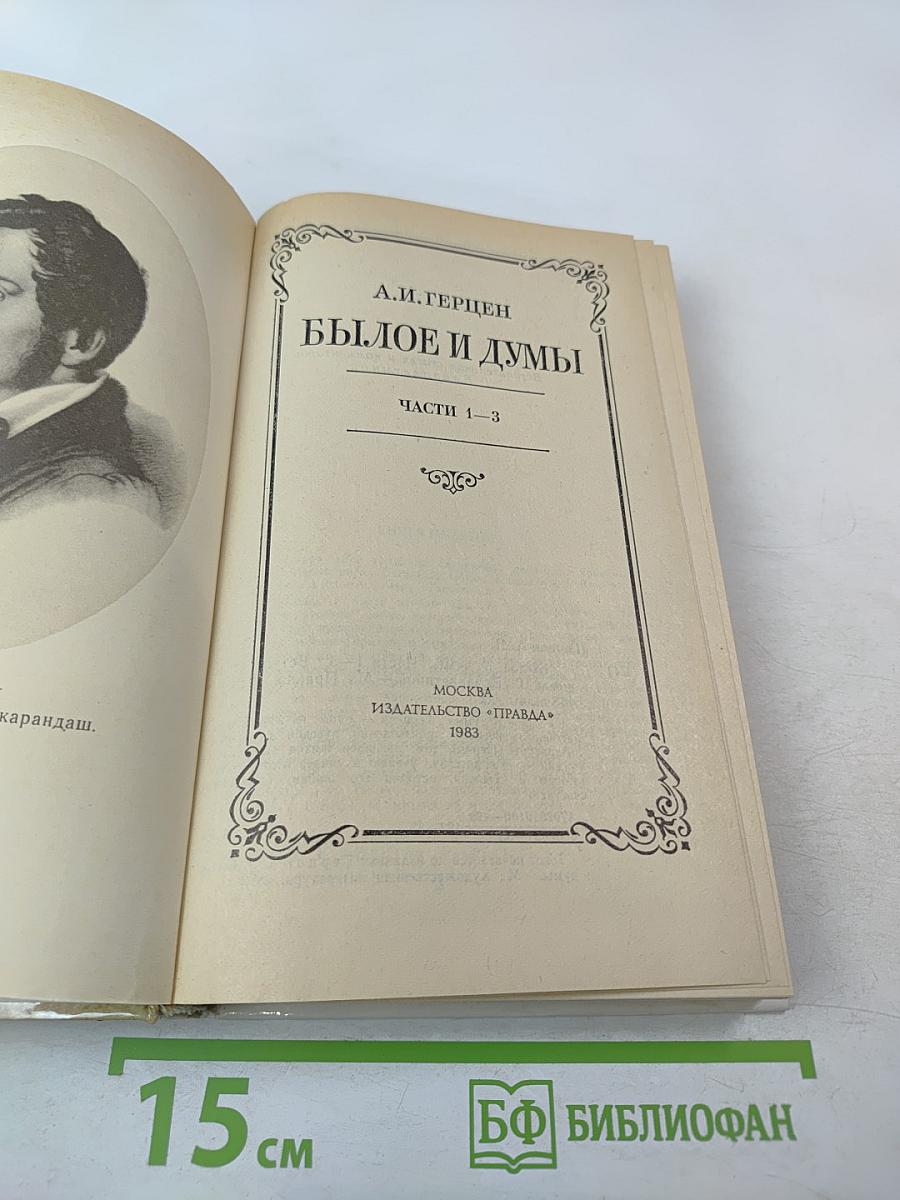 карандаш.
А.И.ГЕРЦЕН
БЫЛОЕ И ДУМЫ
ЧАСТИ 1—3
МОСКВА
ИЗДАТЕЛЬСТВО «ПРАВДА»
1983
15 см
БФ БИБЛИОФАН